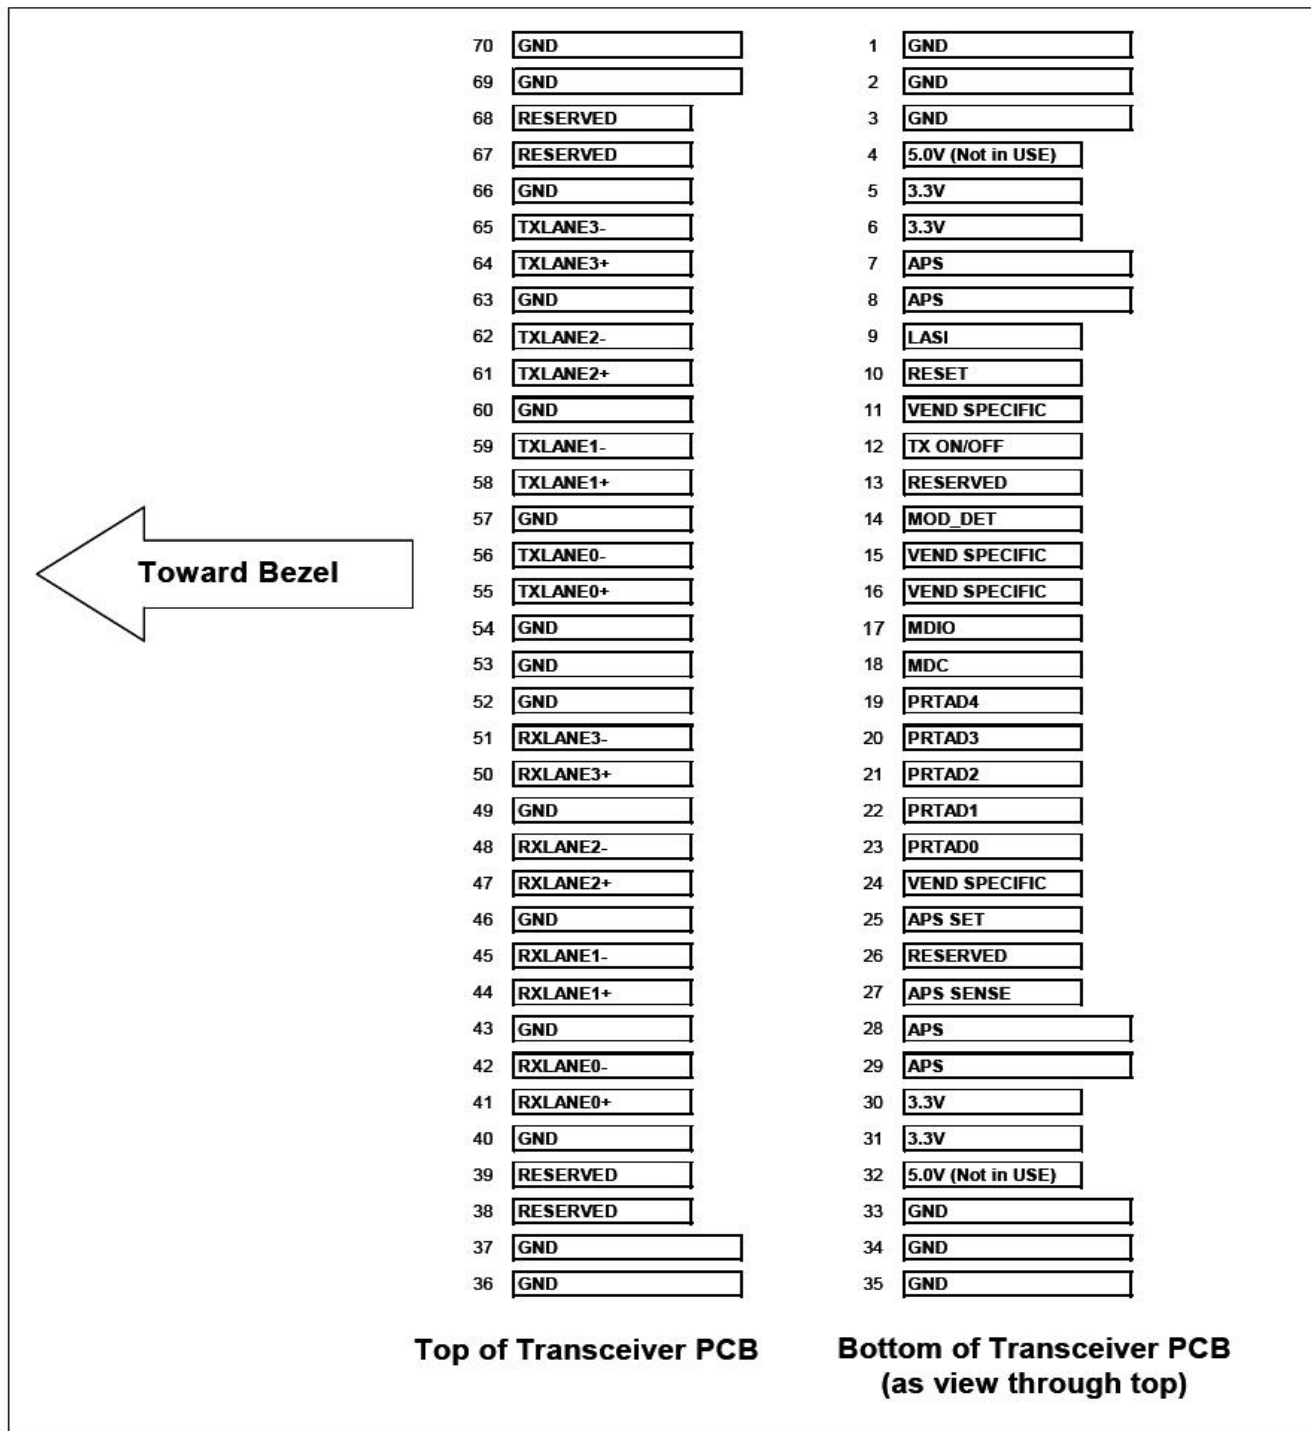 70 GND 1 GND
69 GND 2 GND
68 RESERVED 3 GND
67 RESERVED 4 5.0V (Not in USE)
66 GND 5 3.3V
65 TXLANE3- 6 3.3V
64 TXLANE3+ 7 APS
63 GND 8 APS
62 TXLANE2- 9 LASI
61 TXLANE2+ 10 RESET
60 GND 11 VEND SPECIFIC
59 TXLANE1- 12 TX ON/OFF
58 TXLANE1+ 13 RESERVED
57 GND 14 MOD_DET
56 TXLANE0- 15 VEND SPECIFIC
Toward Bezel
55 TXLANE0+ 16 VEND SPECIFIC
54 GND 17 MDIO
53 GND 18 MDC
52 GND 19 PRTAD4
51 RXLANE3- 20 PRTAD3
50 RXLANE3+ 21 PRTAD2
49 GND 22 PRTAD1
48 RXLANE2- 23 PRTAD0
47 RXLANE2+ 24 VEND SPECIFIC
46 GND 25 APS SET
45 RXLANE1- 26 RESERVED
44 RXLANE1+ 27 APS SENSE
43 GND 28 APS
42 RXLANE0- 29 APS
41 RXLANE0+ 30 3.3V
40 GND 31 3.3V
39 RESERVED 32 5.0V (Not in USE)
38 RESERVED 33 GND
37 GND 34 GND
36 GND 35 GND
Top of Transceiver PCB Bottom of Transceiver PCB
(as view through top)